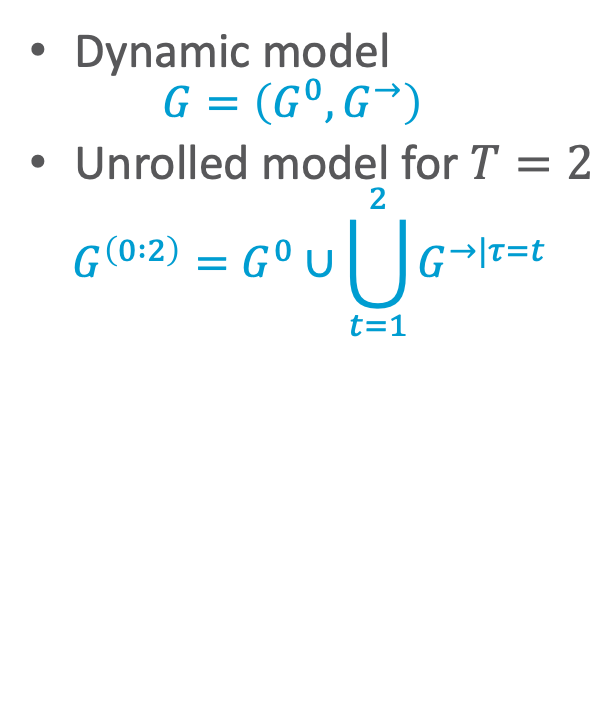 • Dynamic model
G = (G⁰, G→)
• Unrolled model for T = 2
G⁽⁰:²⁾ = G⁰ ∪ ⋃_{t=1}^{2} G^{→|τ=t}